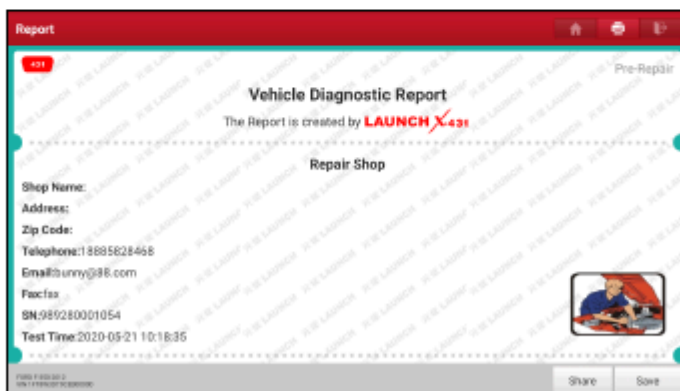 Report
431
Pre-Repair
Vehicle Diagnostic Report
The Report is created by LAUNCH X431
Repair Shop
Shop Name:
Address:
Zip Code:
Telephone:18885828468
Email:bunny@88.com
Fax:fax
SN:989280001054
Test Time:2020-05-21 10:18:35
Share Save